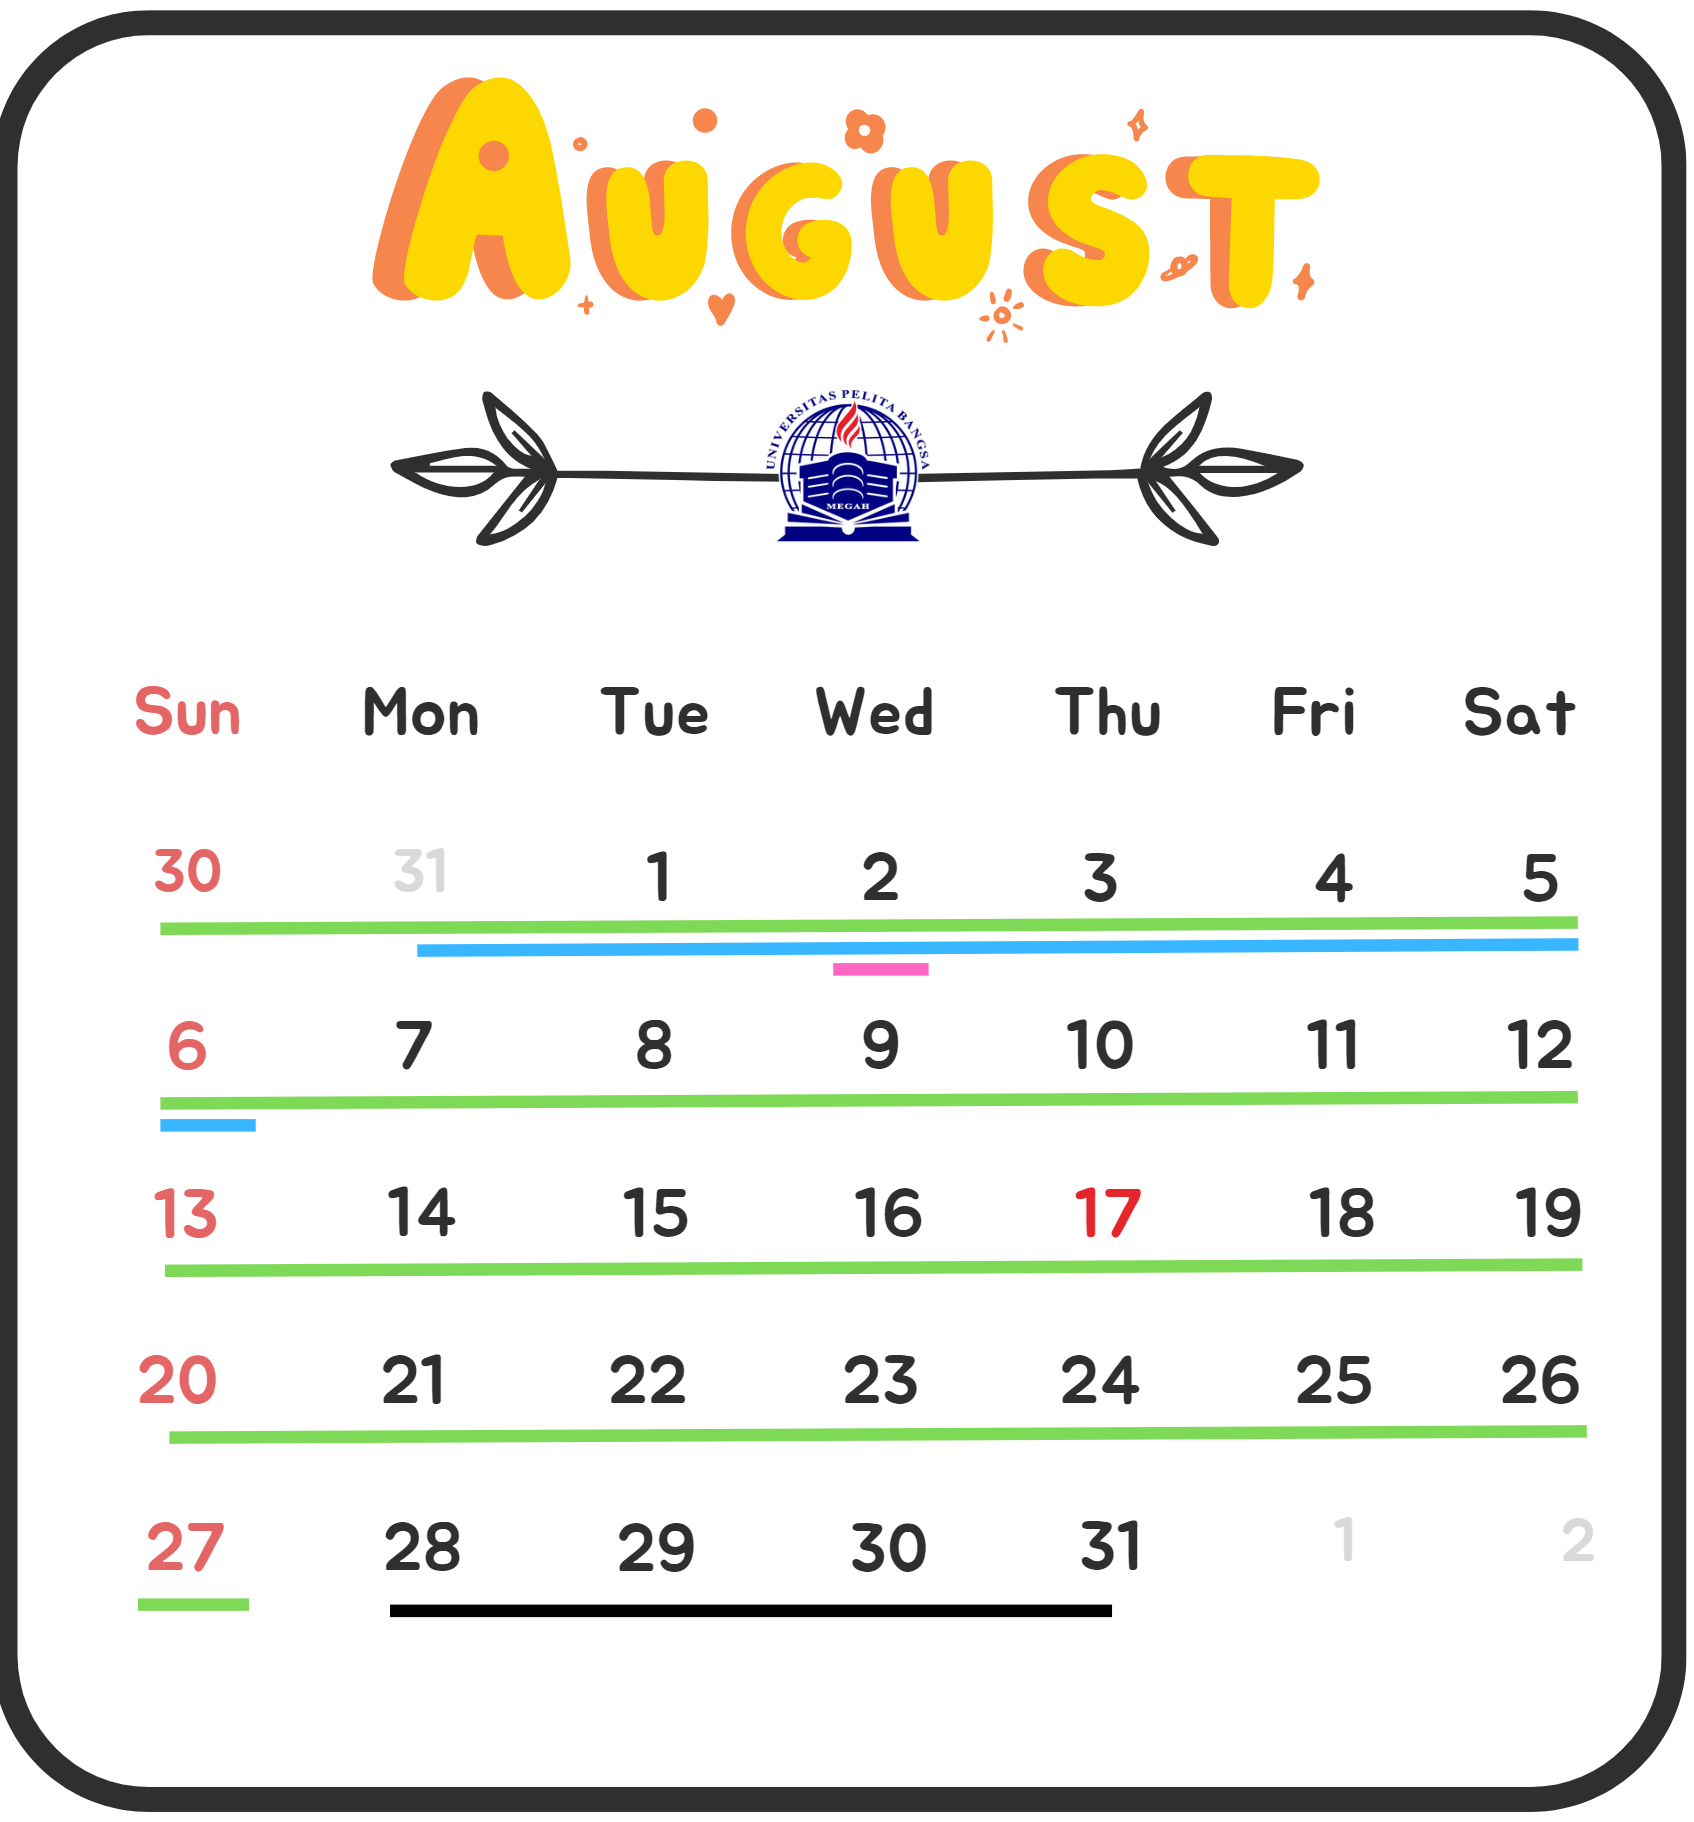 August
UNIVERSITAS PELITA BANGSA
MEGAH
Sun Mon Tue Wed Thu Fri Sat
30 31 1 2 3 4 5
6 7 8 9 10 11 12
13 14 15 16 17 18 19
20 21 22 23 24 25 26
27 28 29 30 31 1 2